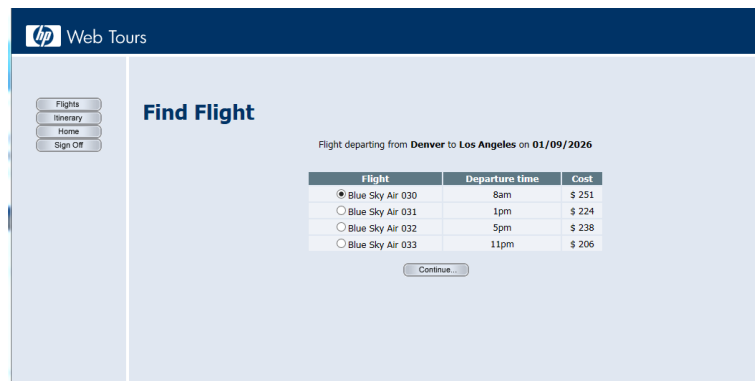 hp Web Tours
Flights
Itinerary
Home
Sign Off
Find Flight
Flight departing from Denver to Los Angeles on 01/09/2026
Flight Departure time Cost
Blue Sky Air 030 8am $ 251
Blue Sky Air 031 1pm $ 224
Blue Sky Air 032 5pm $ 238
Blue Sky Air 033 11pm $ 206
Continue...